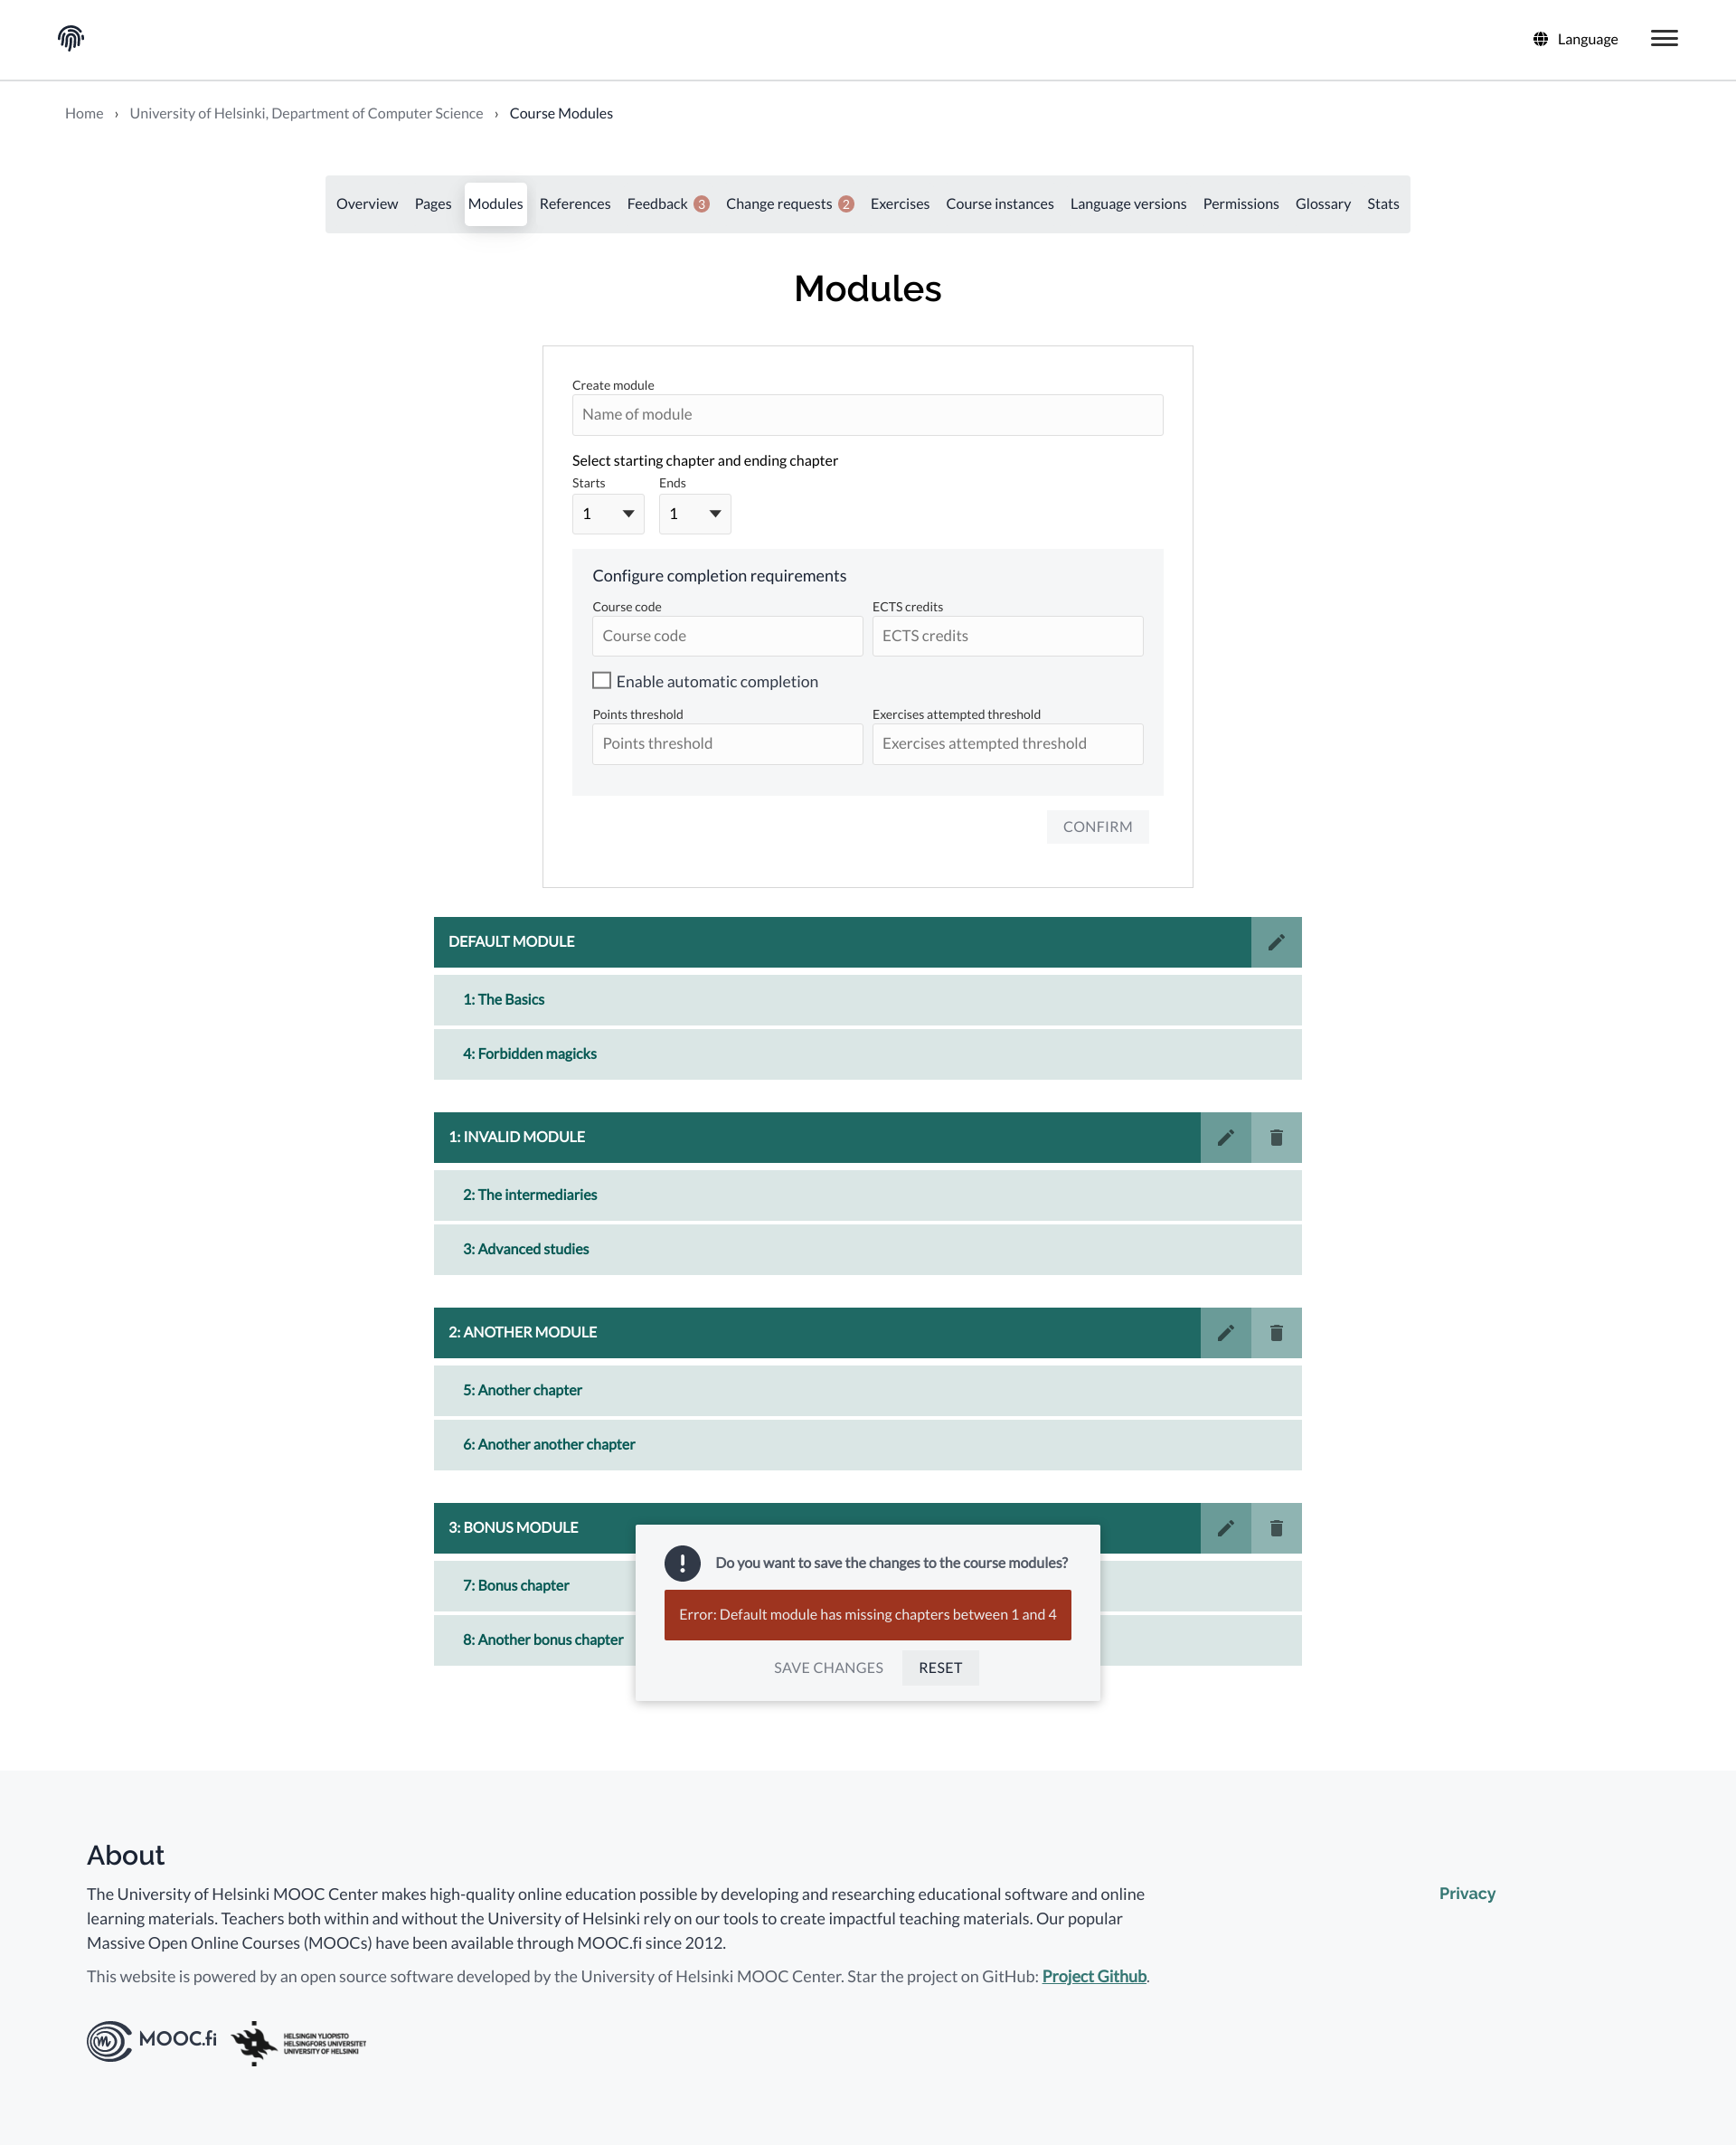 Language
Home › University of Helsinki, Department of Computer Science › Course Modules
Overview Pages Modules References Feedback 3 Change requests 2 Exercises Course instances Language versions Permissions Glossary Stats
Modules
Create module
Name of module
Select starting chapter and ending chapter
Starts Ends
1 1
Configure completion requirements
Course code ECTS credits
Course code ECTS credits
Enable automatic completion
Points threshold Exercises attempted threshold
Points threshold Exercises attempted threshold
CONFIRM
DEFAULT MODULE
1: The Basics
4: Forbidden magicks
1: INVALID MODULE
2: The intermediaries
3: Advanced studies
2: ANOTHER MODULE
5: Another chapter
6: Another another chapter
3: BONUS MODULE
7: Bonus chapter
8: Another bonus chapter
Do you want to save the changes to the course modules?
Error: Default module has missing chapters between 1 and 4
SAVE CHANGES RESET
About
The University of Helsinki MOOC Center makes high-quality online education possible by developing and researching educational software and online
learning materials. Teachers both within and without the University of Helsinki rely on our tools to create impactful teaching materials. Our popular
Massive Open Online Courses (MOOCs) have been available through MOOC.fi since 2012.
This website is powered by an open source software developed by the University of Helsinki MOOC Center. Star the project on GitHub: Project Github.
Privacy
MOOC.fi
HELSINGIN YLIOPISTO
HELSINGFORS UNIVERSITET
UNIVERSITY OF HELSINKI